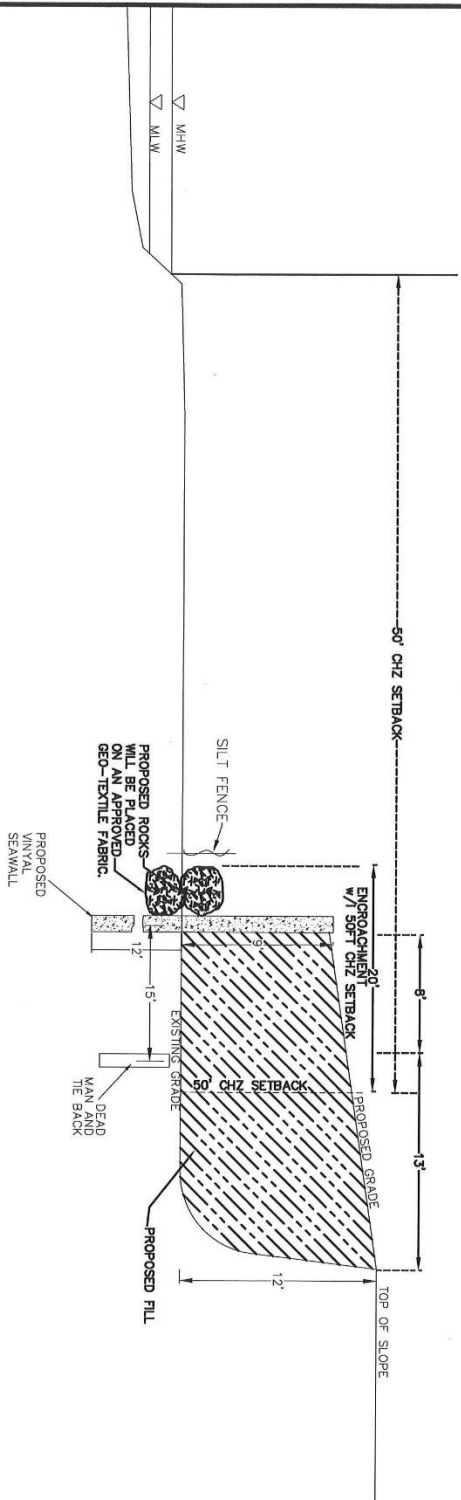 MHW
MLW
50' CHZ SETBACK
SILT FENCE
PROPOSED ROCKS
WILL BE PLACED
ON AN APPROVED
GEO-TEXTILE FABRIC.
PROPOSED
VINYAL
SEAWALL
ENCROACHMENT
w/I 50FT CHZ SETBACK
20'
8'
13'
9'
12'
15'
EXISTING GRADE
DEAD
MAN AND
TIE BACK
50' CHZ SETBACK
PROPOSED GRADE
PROPOSED FILL
12'
TOP OF SLOPE